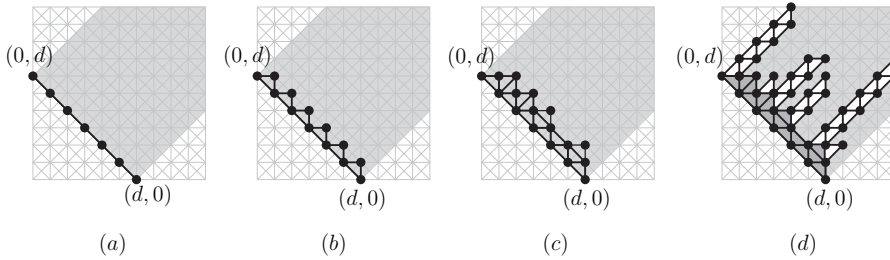 (0, d) (0, d) (0, d) (0, d)
(d, 0) (d, 0) (d, 0) (d, 0)
(a) (b) (c) (d)